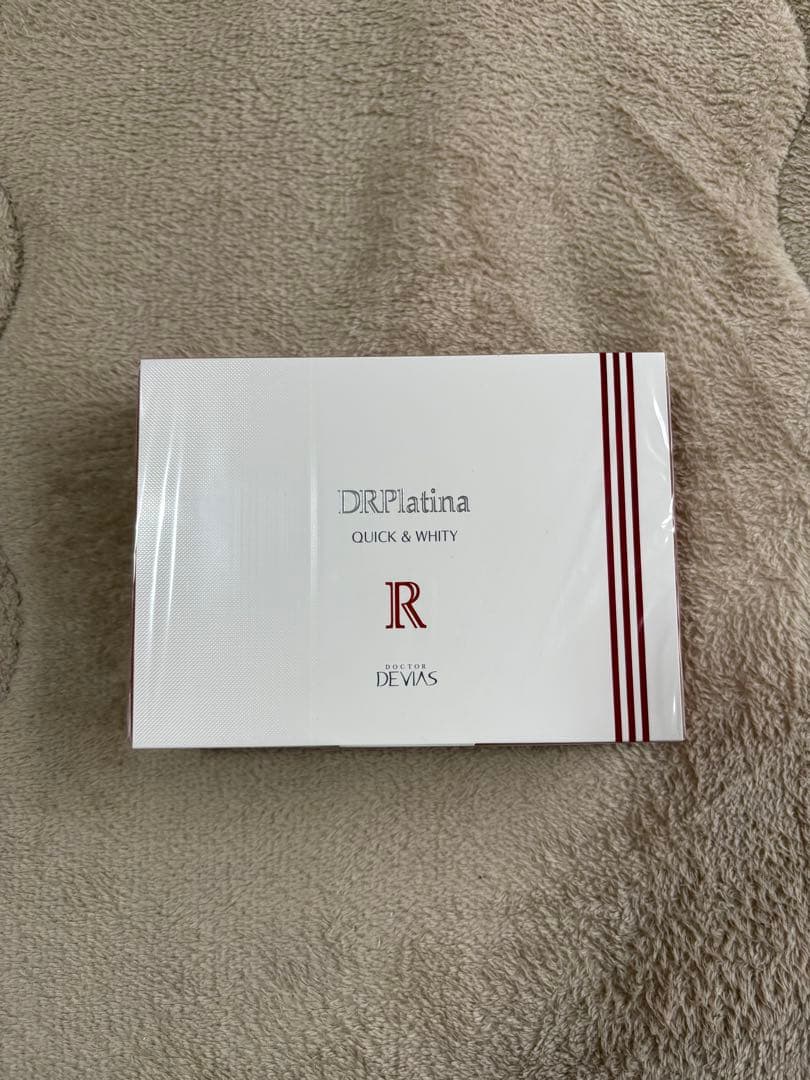 DRPlatina
QUICK & WHITY
R
DOCTOR
DEVIAS